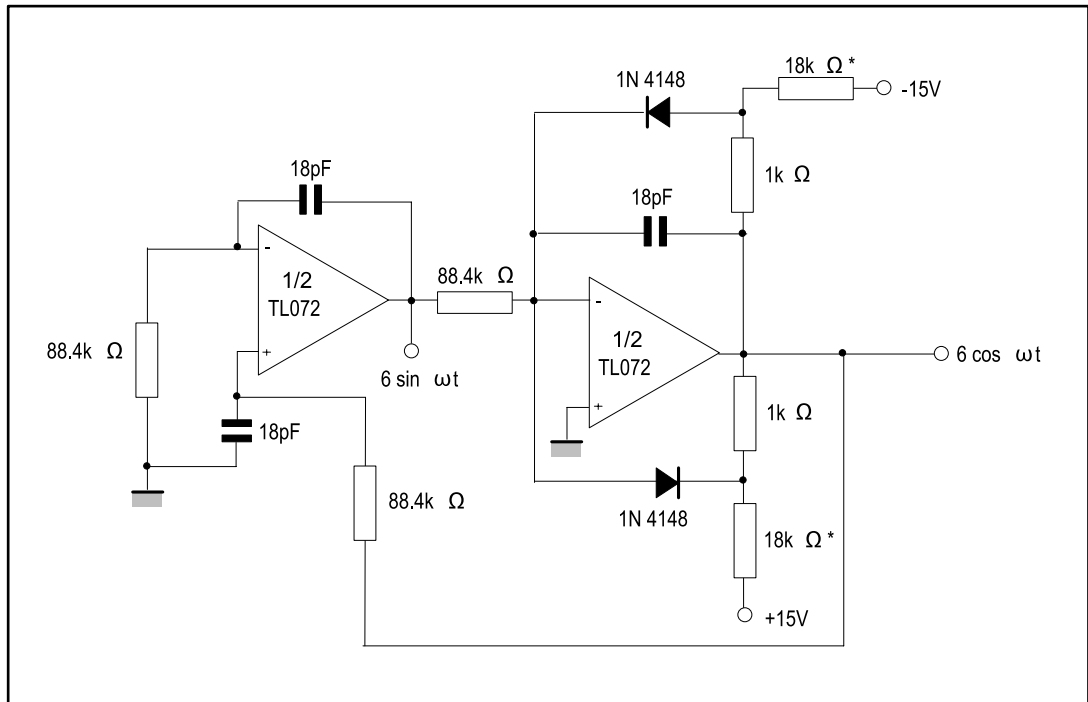 18k Ω *
1N 4148
-15V
18pF
1k Ω
18pF
-
88.4k Ω
-
1/2
TL072
1/2
TL072
88.4k Ω
+
6 cos ωt
6 sin ωt
+
1k Ω
18pF
88.4k Ω
1N 4148
18k Ω *
+15V